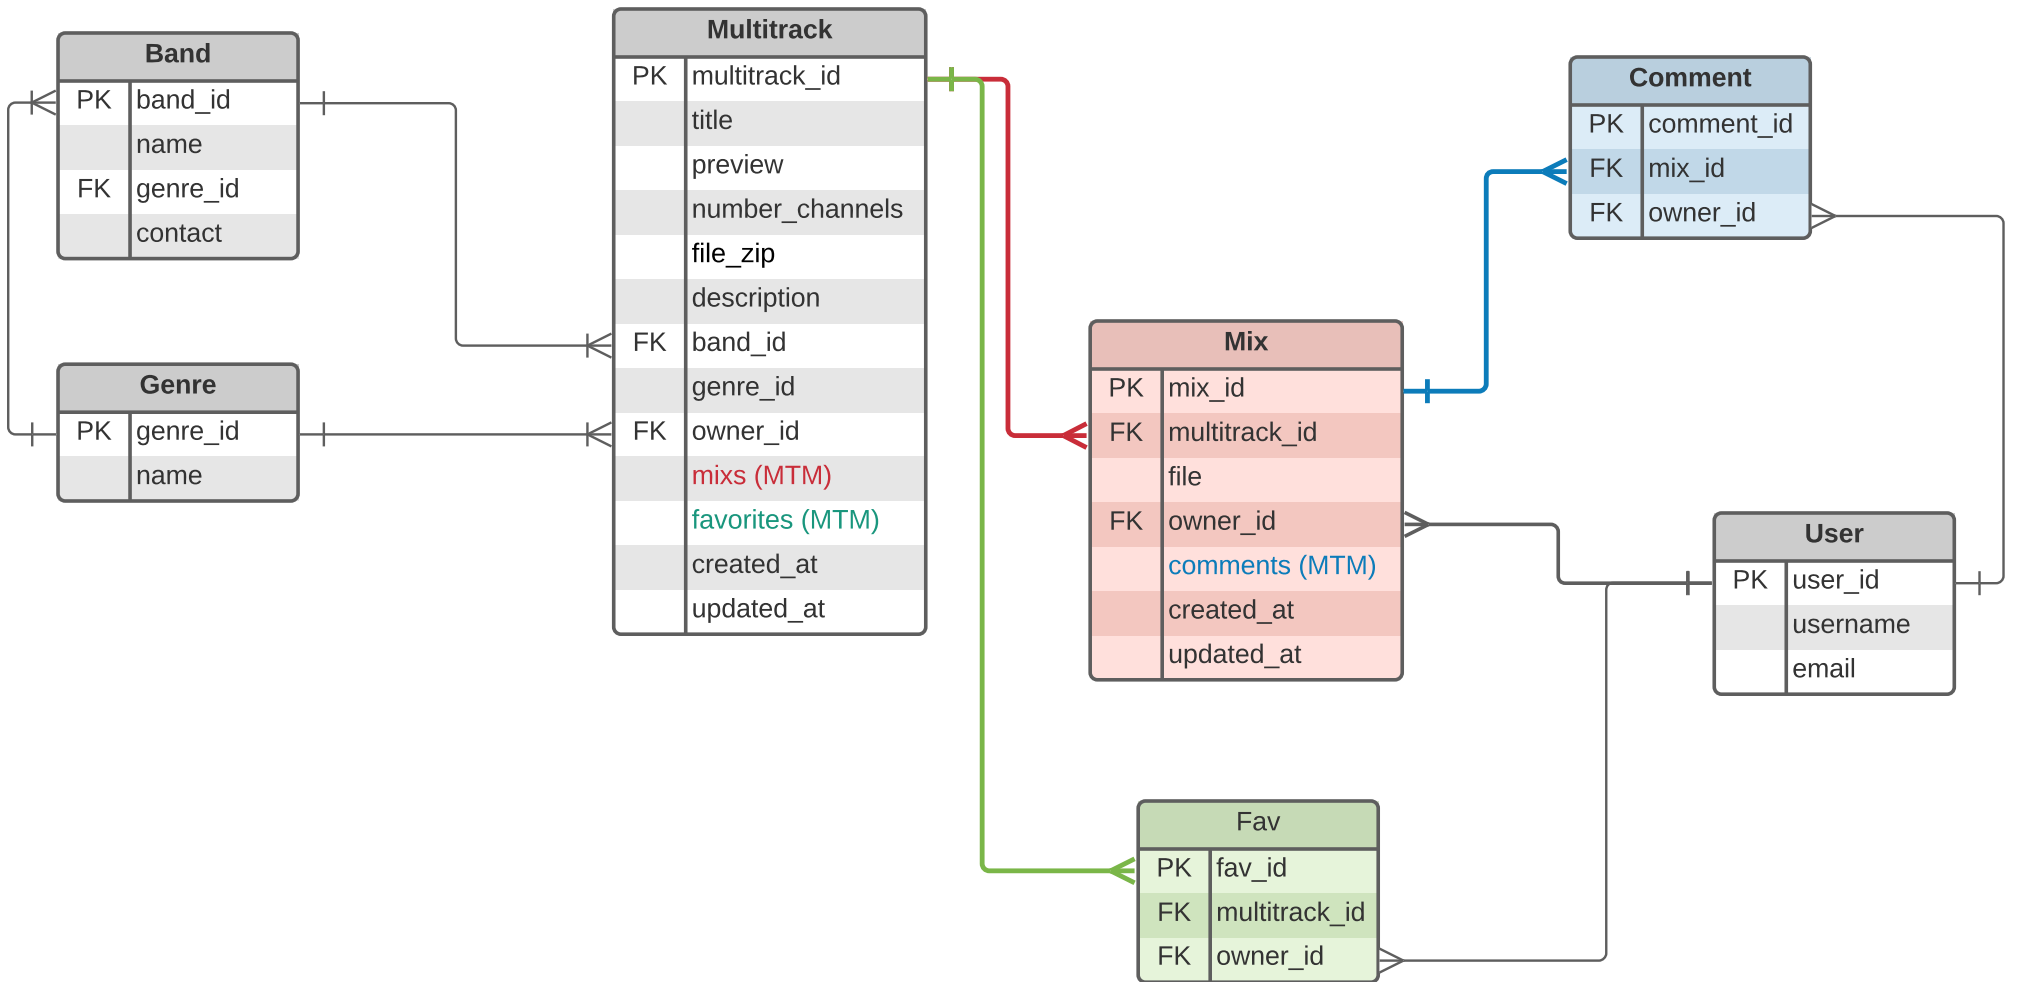 Band
PK band_id
name
FK genre_id
contact
Genre
PK genre_id
name
Multitrack
PK multitrack_id
title
preview
number_channels
file_zip
description
FK band_id
genre_id
FK owner_id
mixs (MTM)
favorites (MTM)
created_at
updated_at
Mix
PK mix_id
FK multitrack_id
file
FK owner_id
comments (MTM)
created_at
updated_at
Comment
PK comment_id
FK mix_id
FK owner_id
User
PK user_id
username
email
Fav
PK fav_id
FK multitrack_id
FK owner_id